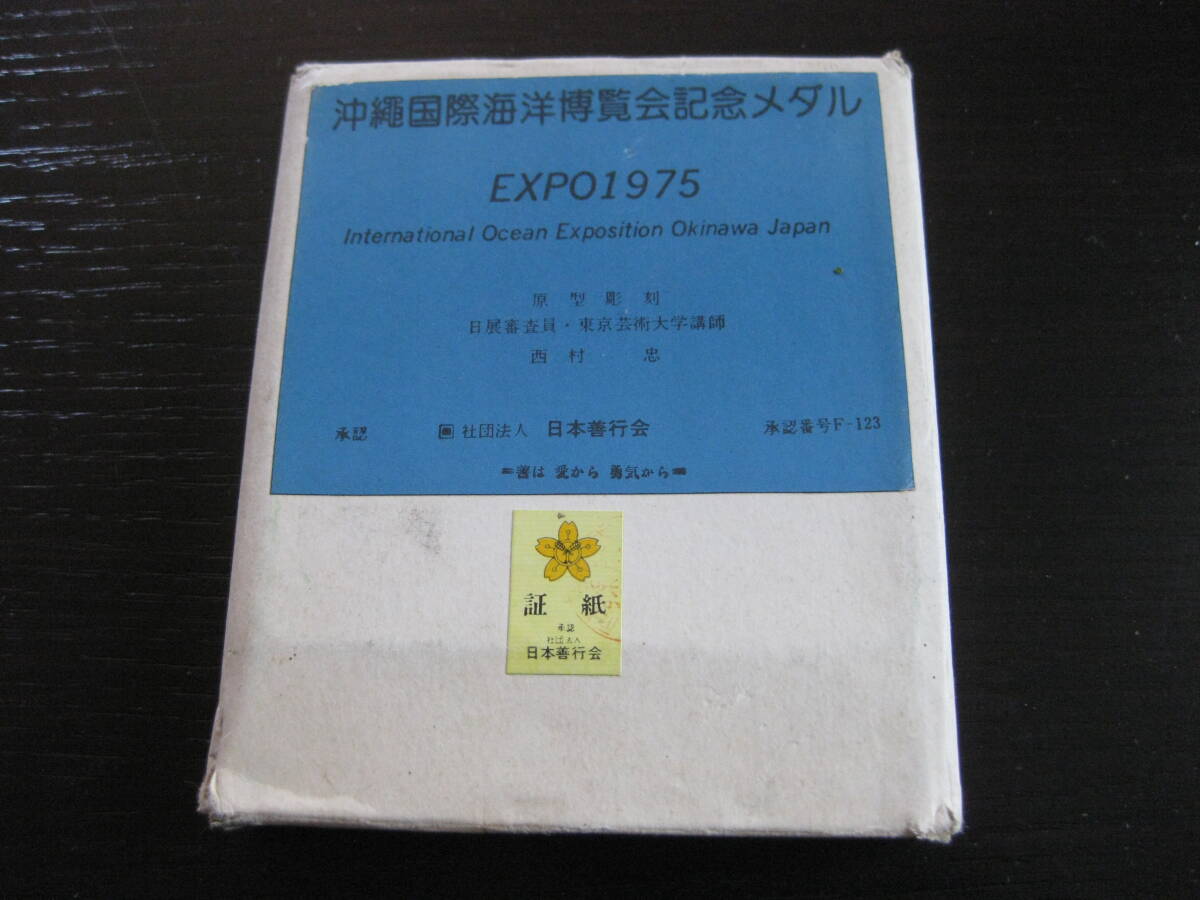 沖縄国際海洋博覧会記念メダル
EXPO1975
International Ocean Exposition Okinawa Japan
原型彫刻
日展審査員・東京芸術大学講師
西村 忠
承認 社団法人 日本善行会 承認番号F-123
善は 愛から 勇気から
証紙
承認
社団法人
日本善行会